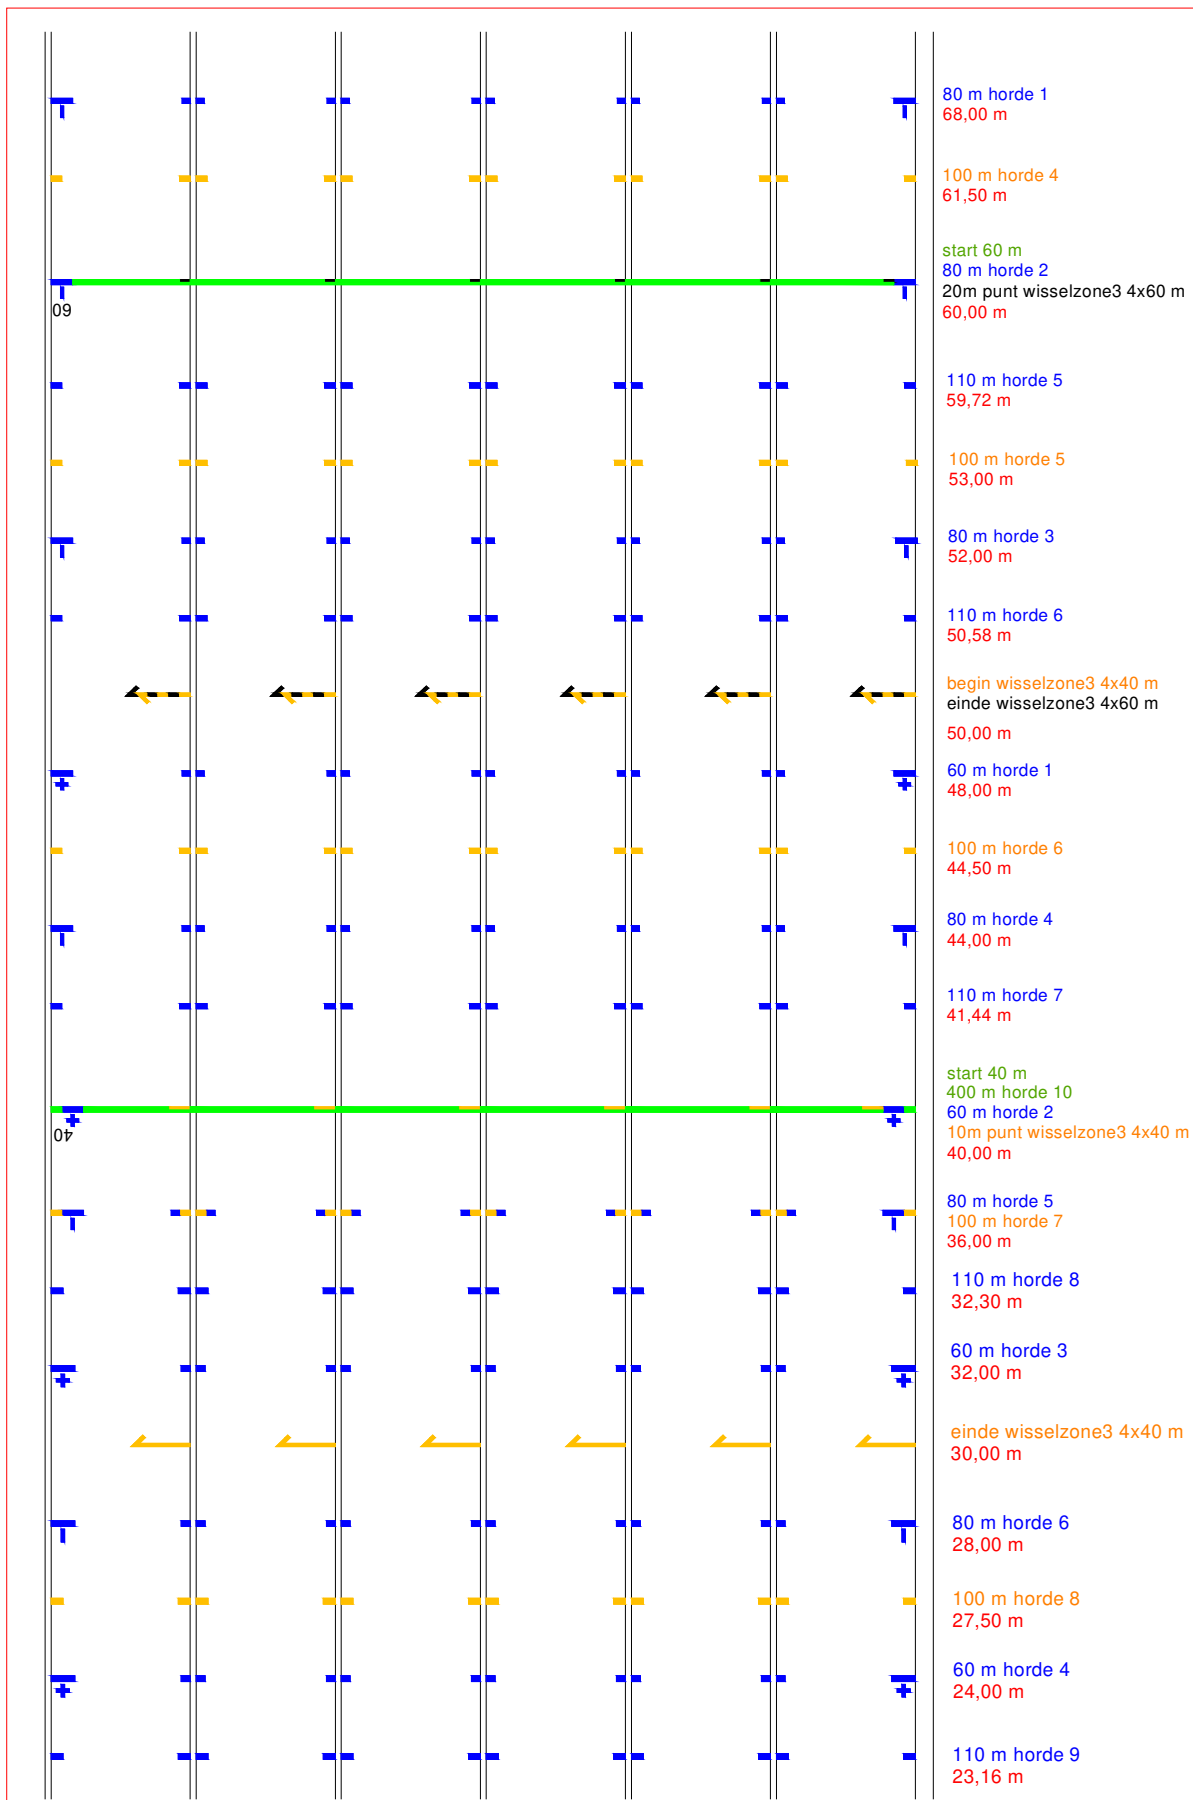 80 m horde 1
68,00 m
100 m horde 4
61,50 m
start 60 m
80 m horde 2
20m punt wisselzone3 4x60 m
60,00 m
60
110 m horde 5
59,72 m
100 m horde 5
53,00 m
80 m horde 3
52,00 m
110 m horde 6
50,58 m
begin wisselzone3 4x40 m
einde wisselzone3 4x60 m
50,00 m
60 m horde 1
48,00 m
100 m horde 6
44,50 m
80 m horde 4
44,00 m
110 m horde 7
41,44 m
start 40 m
400 m horde 10
60 m horde 2
10m punt wisselzone3 4x40 m
40,00 m
40
80 m horde 5
100 m horde 7
36,00 m
110 m horde 8
32,30 m
60 m horde 3
32,00 m
einde wisselzone3 4x40 m
30,00 m
80 m horde 6
28,00 m
100 m horde 8
27,50 m
60 m horde 4
24,00 m
110 m horde 9
23,16 m